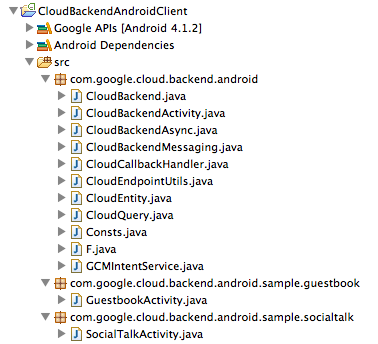 CloudBackendAndroidClient
Google APIs [Android 4.1.2]
Android Dependencies
src
com.google.cloud.backend.android
CloudBackend.java
CloudBackendActivity.java
CloudBackendAsync.java
CloudBackendMessaging.java
CloudCallbackHandler.java
CloudEndpointUtils.java
CloudEntity.java
CloudQuery.java
Consts.java
F.java
GCMIntentService.java
com.google.cloud.backend.android.sample.guestbook
GuestbookActivity.java
com.google.cloud.backend.android.sample.socialtalk
SocialTalkActivity.java